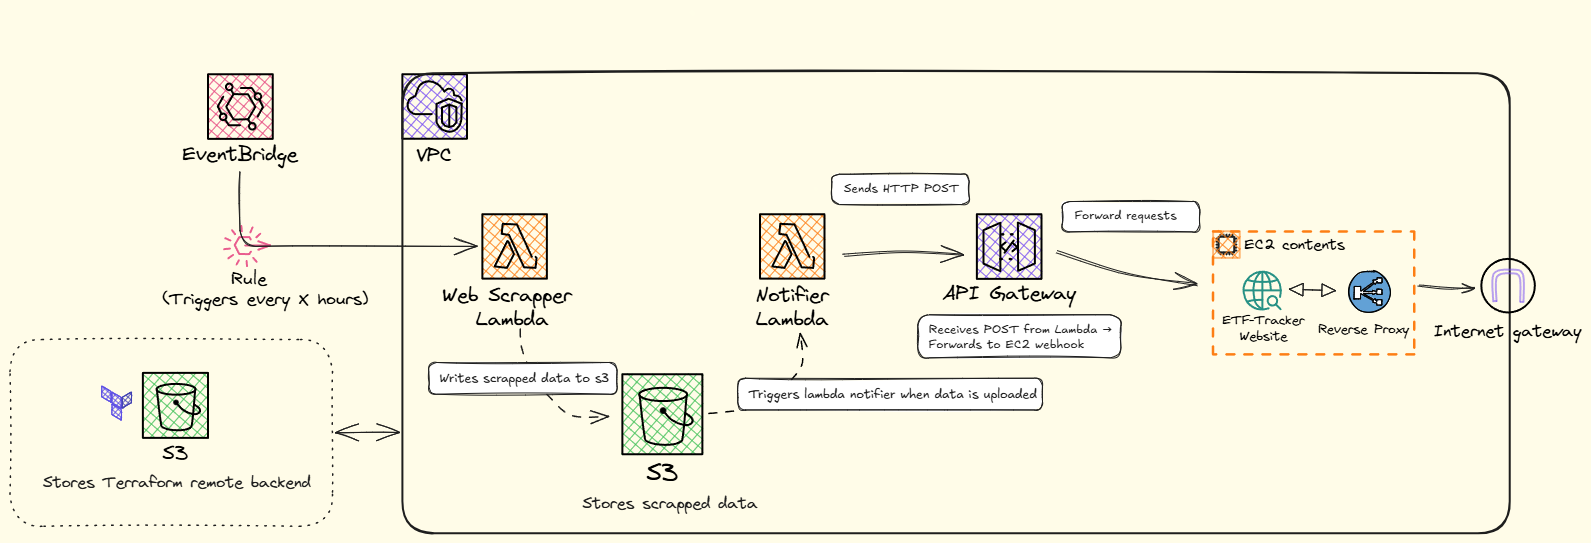 EventBridge
Rule
(Triggers every X hours)
VPC
Web Scrapper
Lambda
Writes scrapped data to s3
S3
Stores scrapped data
Triggers lambda notifier when data is uploaded
Notifier
Lambda
Sends HTTP POST
API Gateway
Receives POST from Lambda →
Forwards to EC2 webhook
Forward requests
EC2 contents
ETF-Tracker
Website
Reverse Proxy
Internet gateway
S3
Stores Terraform remote backend